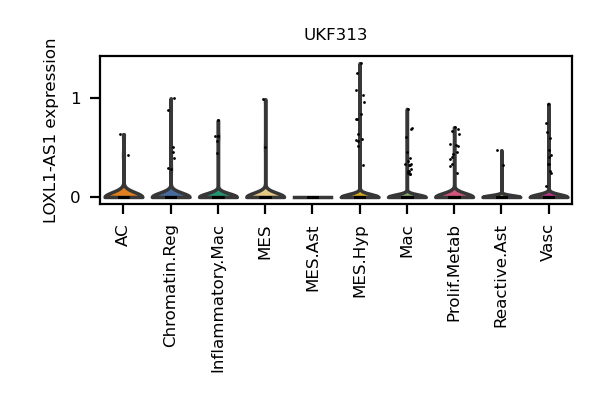 UKF313
LOXL1-AS1 expression
1
0
AC
Chromatin.Reg
Inflammatory.Mac
MES
MES.Ast
MES.Hyp
Mac
Prolif.Metab
Reactive.Ast
Vasc